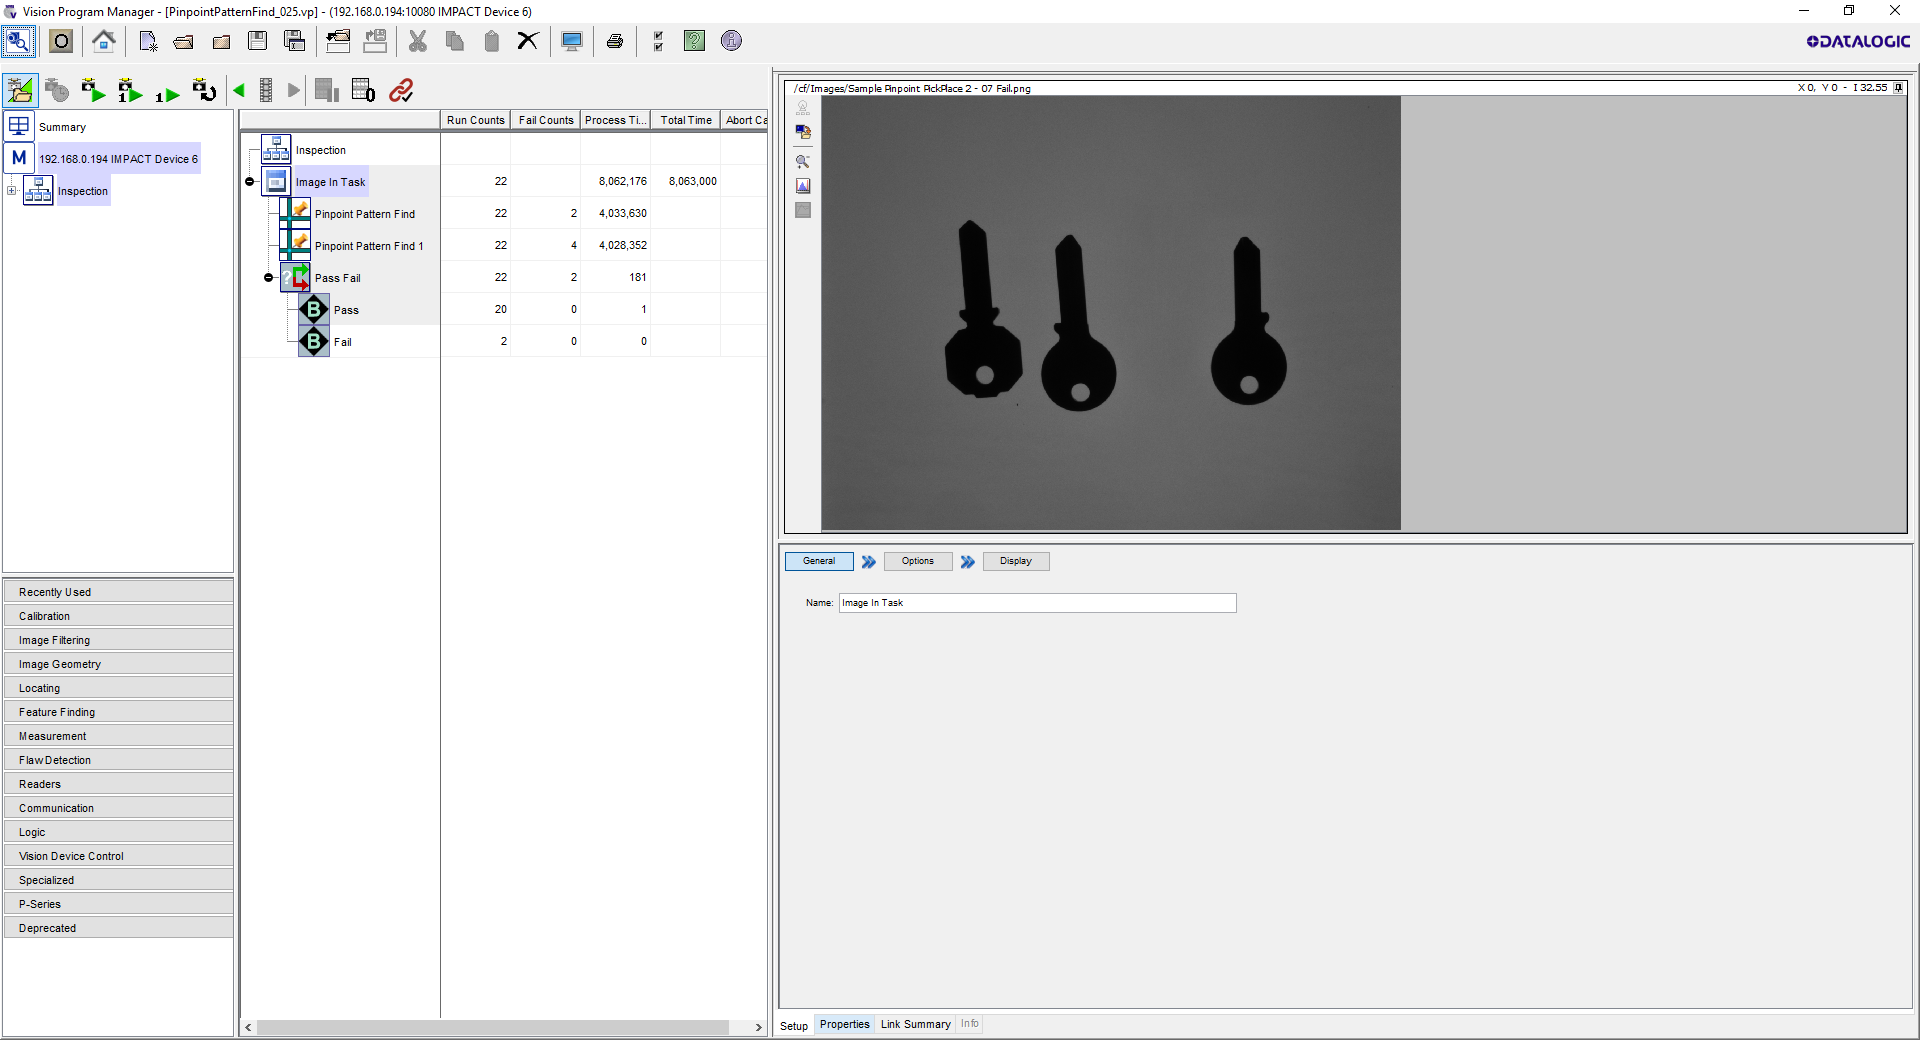 Vision Program Manager - [PinpointPatternFind_025.vp] - (192.168.0.194:10080 IMPACT Device 6)
O
DATALOGIC
1
1
0
Summary
M
192.168.0.194 IMPACT Device 6
Inspection
Recently Used
Calibration
Image Filtering
Image Geometry
Locating
Feature Finding
Measurement
Flaw Detection
Readers
Communication
Logic
Vision Device Control
Specialized
P-Series
Deprecated
Run Counts Fail Counts Process Ti... Total Time Abort Ca
Inspection
Image In Task 22 8,062,176 8,063,000
Pinpoint Pattern Find 22 2 4,033,630
Pinpoint Pattern Find 1 22 4 4,028,352
? Pass Fail 22 2 181
B Pass 20 0 1
B Fail 2 0 0
/cf/Images/Sample Pinpoint PickPlace 2 - 07 Fail.png X 0, Y 0 - I 32.55
General Options Display
Name: Image In Task
Setup Properties Link Summary Info